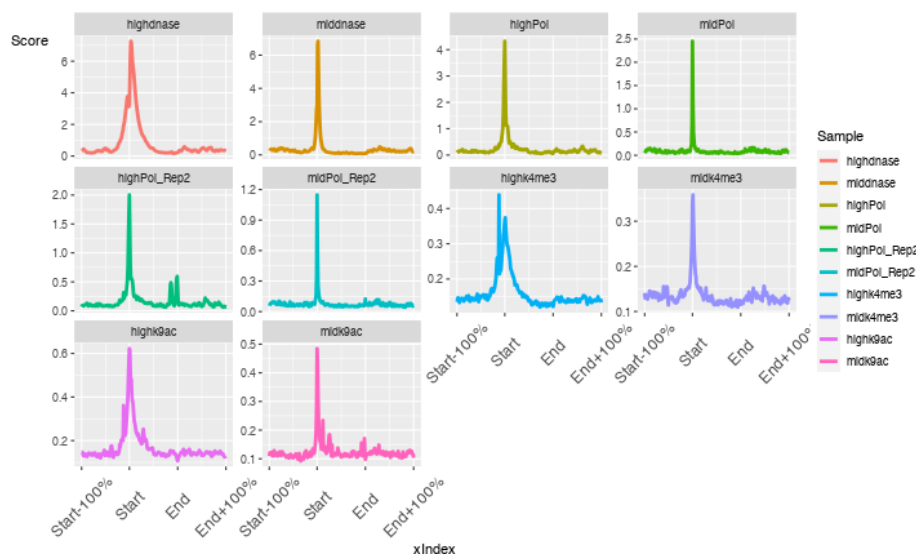 Score
highdnase
6
4
2
0
middnase
6
4
2
0
highPol
4
3
2
1
0
midPol
2.5
2.0
1.5
1.0
0.5
0.0
highPol_Rep2
2.0
1.5
1.0
0.5
0.0
midPol_Rep2
1.2
0.9
0.6
0.3
0.0
highk4me3
0.4
0.3
0.2
midk4me3
0.3
0.2
0.1
highk9ac
0.6
0.4
0.2
midk9ac
0.5
0.4
0.3
0.2
0.1
Start-100%
Start
End
End+100%
Start-100%
Start
End
End+100%
Start-100%
Start
End
End+100%
Start-100%
Start
End
End+100%
xIndex
Sample
highdnase
middnase
highPol
midPol
highPol_Rep2
midPol_Rep2
highk4me3
midk4me3
highk9ac
midk9ac